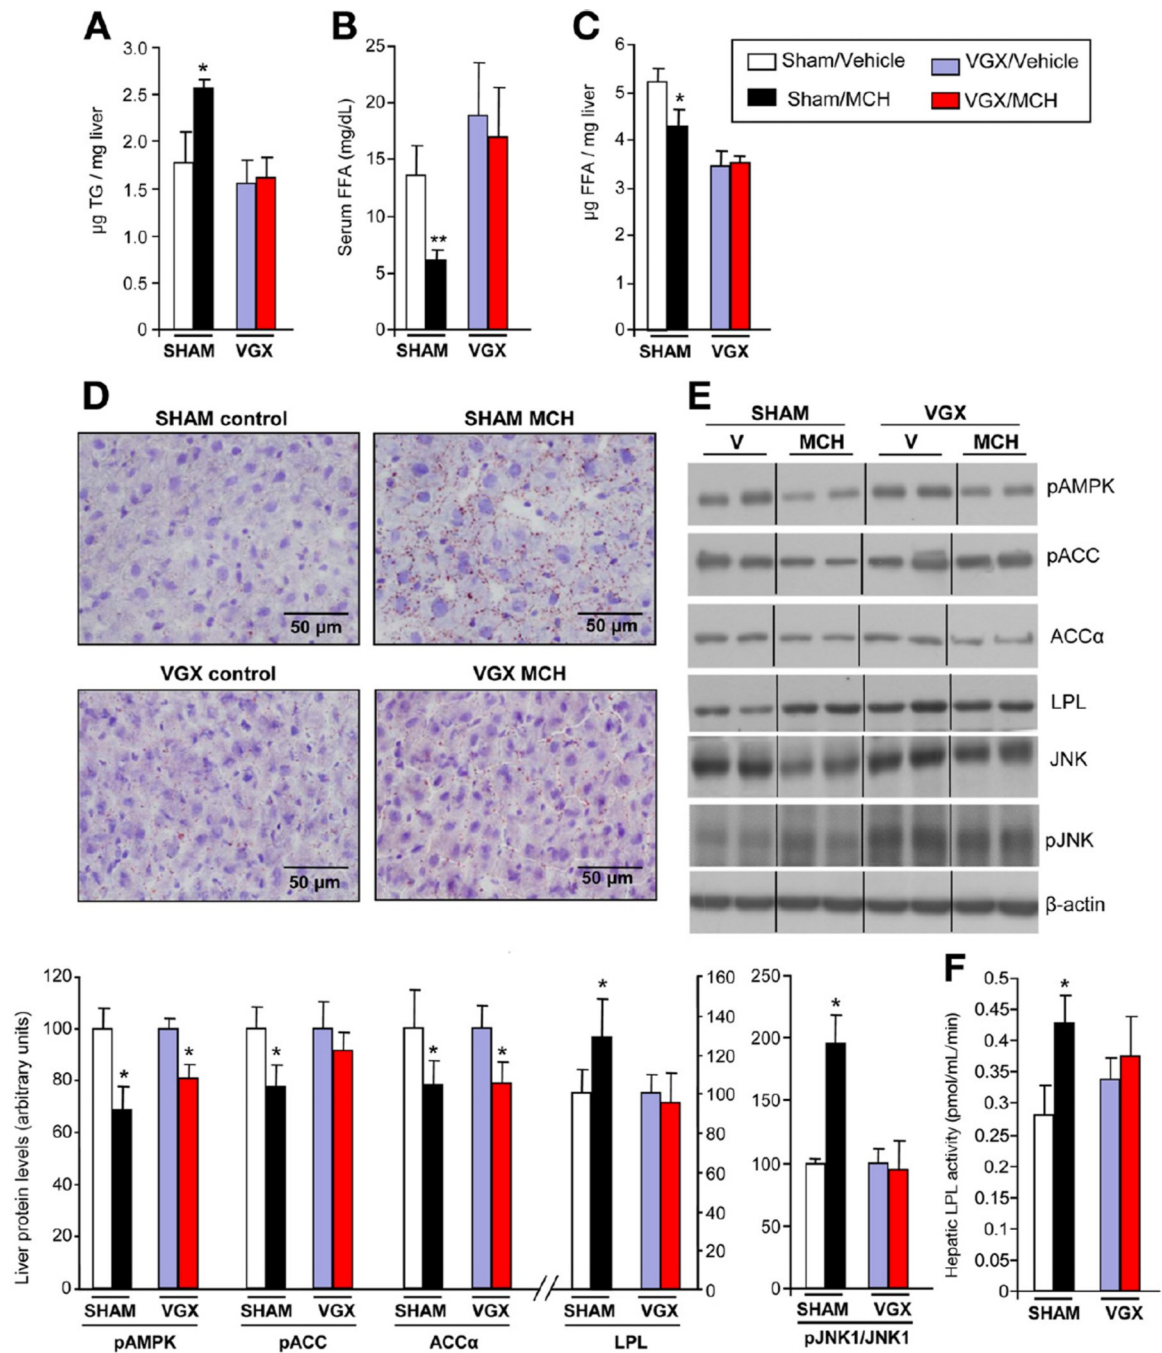 A
3.0
2.5
2.0
1.5
1.0
0.5
0
µg TG / mg liver
*
SHAM VGX
B
25
20
15
10
5
0
Serum FFA (mg/dL)
**
SHAM VGX
C
6
5
4
3
2
1
0
µg FFA / mg liver
*
SHAM VGX
Sham/Vehicle VGX/Vehicle
Sham/MCH VGX/MCH
D
SHAM control SHAM MCH
50 µm 50 µm
VGX control VGX MCH
50 µm 50 µm
E
SHAM VGX
V MCH V MCH
pAMPK
pACC
ACCα
LPL
JNK
pJNK
β-actin
Liver protein levels (arbitrary units)
120
100
80
60
40
20
0
* * * * * *
160
140
120
100
80
60
40
20
0
SHAM VGX SHAM VGX SHAM VGX SHAM VGX
pAMPK pACC ACCα LPL
250
200
150
100
50
0
*
SHAM VGX
pJNK1/JNK1
F
0.5
0.45
0.4
0.35
0.3
0.25
0.2
0.15
0.1
0.05
0
Hepatic LPL activity (pmol/mL/min)
*
SHAM VGX